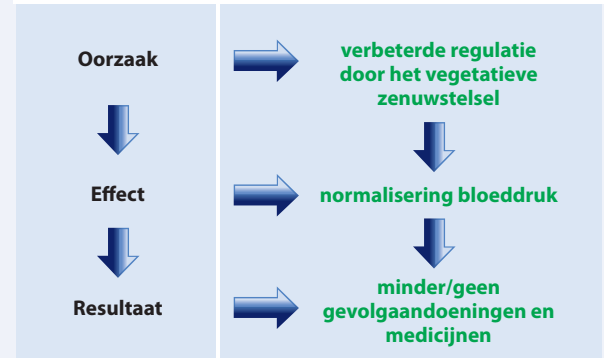 Oorzaak
verbeterde regulatie
door het vegetatieve
zenuwstelsel
Effect
normalisering bloeddruk
Resultaat
minder/geen
gevolgaandoeningen en
medicijnen